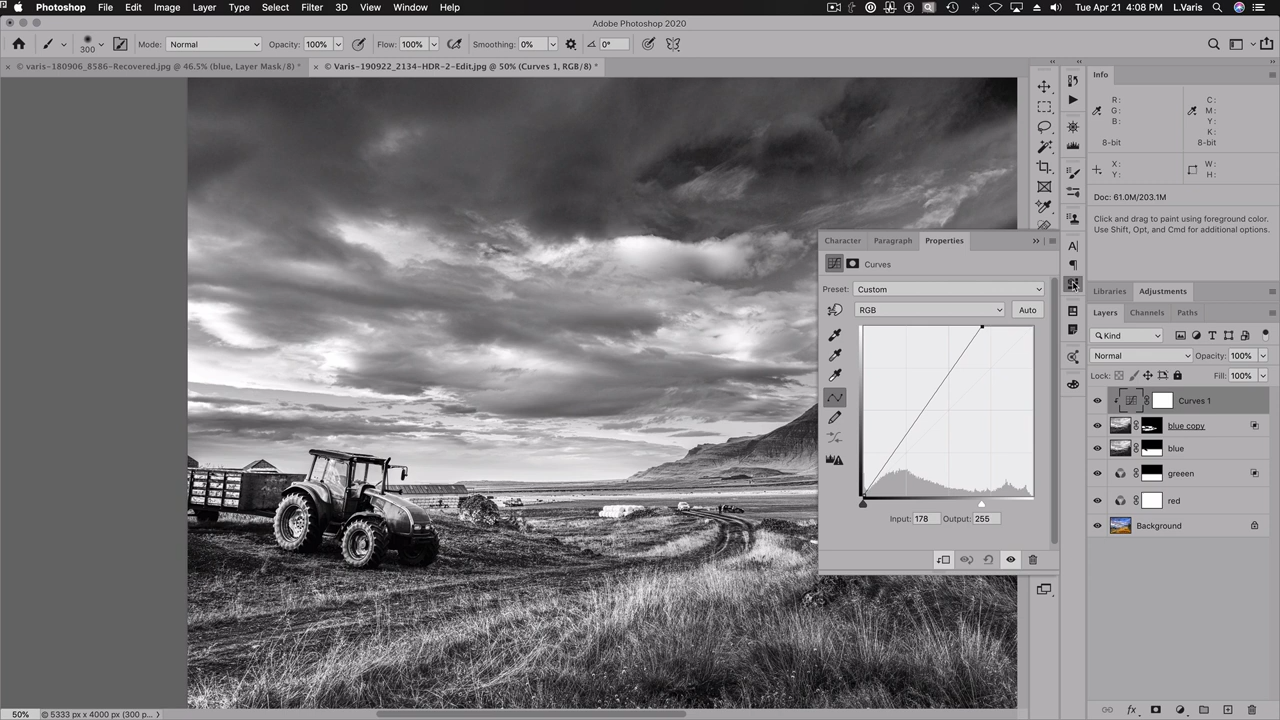 Photoshop File Edit Image Layer Type Select Filter 3D View Window Help Tue Apr 21 4:08 PM L.Varis
Adobe Photoshop 2020
300 Mode: Normal Opacity: 100% Flow: 100% Smoothing: 0% 0°
× © varis-180906_8586-Recovered.jpg @ 46.5% (blue, Layer Mask/8) * × © Varis-190922_2134-HDR-2-Edit.jpg @ 50% (Curves 1, RGB/8) *
Info
R: C:
G: M:
B: Y:
K:
8-bit 8-bit
X: W:
Y: H:
Doc: 61.0M/203.1M
Click and drag to paint using foreground color.
Use Shift, Opt, and Cmd for additional options.
Character Paragraph Properties
Curves
Preset: Custom
RGB Auto
Input: 178 Output: 255
Libraries Adjustments
Layers Channels Paths
Kind
Normal Opacity: 100%
Lock: Fill: 100%
Curves 1
blue copy
blue
greeen
red
Background
50% © 5333 px x 4000 px (300 p...